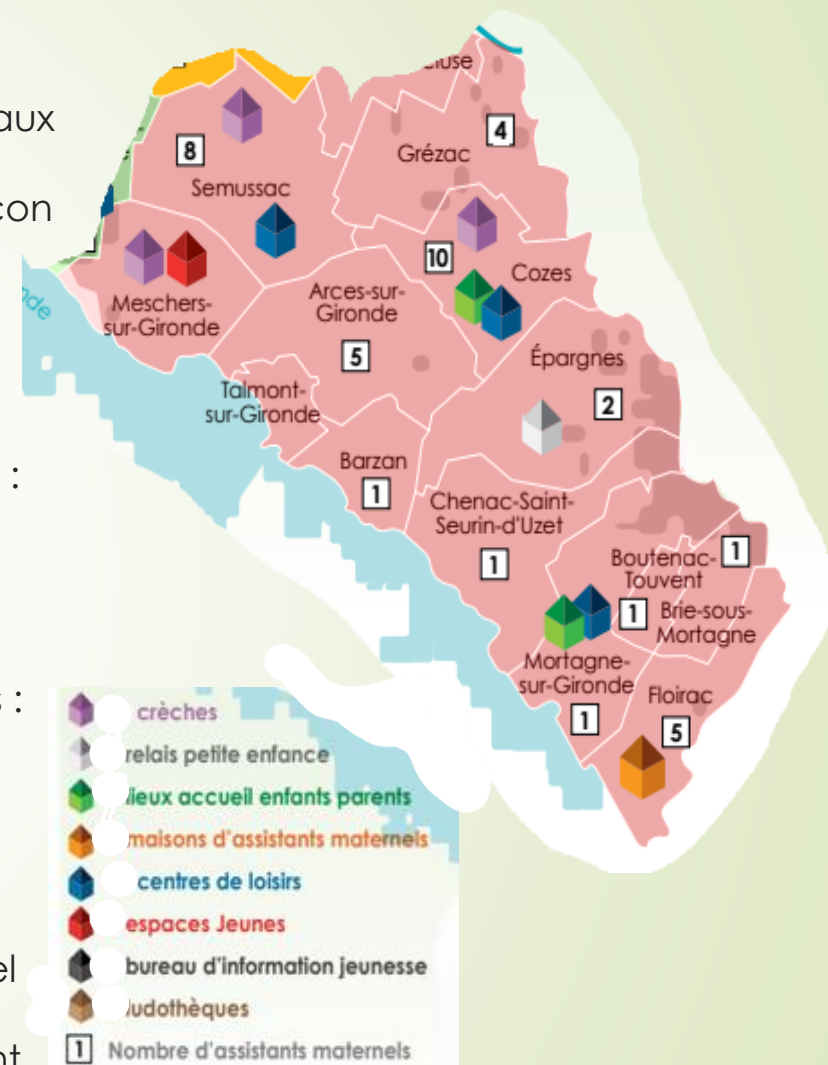 aux
con
:
s :
el
nt
8
Semussac
Grézac
4
10
Cozes
Meschers-
sur-Gironde
Arces-sur-
Gironde
5
Épargnes
2
Talmont-
sur-Gironde
Barzan
1
Chenac-Saint-
Seurin-d'Uzet
1
Boutenac-
Touvent
1
1
Brie-sous-
Mortagne
Mortagne-
sur-Gironde
1
Floirac
5
crèches
relais petite enfance
lieux accueil enfants parents
maisons d'assistants maternels
centres de loisirs
espaces Jeunes
bureau d'information jeunesse
ludothèques
1 Nombre d'assistants maternels